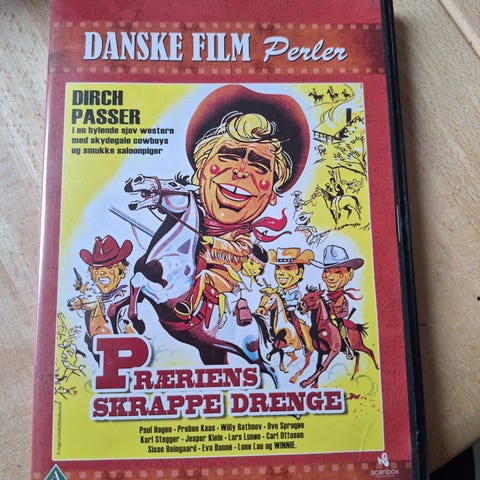 DANSKE FILM Perler
DIRCH
PASSER
i en hylende sjov western
med skydegale cowboys
og smukke saloonpiger
PRÆRIENS
SKRAPPE DRENGE
Paul Hagen · Preben Kaas · Willy Rathnov · Ove Sprogøe
Karl Stegger · Jesper Klein · Lars Lunøe · Carl Ottosen
Sisse Reingaard · Eva Danné · Lone Lau og WINNIE.
A
scanbox